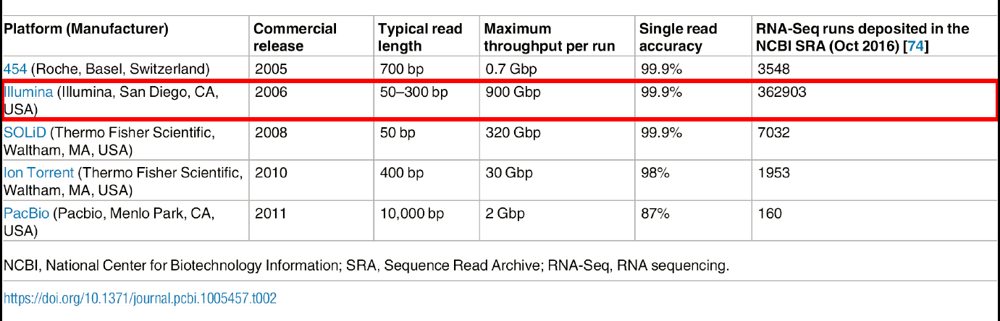 Platform (Manufacturer) Commercial release Typical read length Maximum throughput per run Single read accuracy RNA-Seq runs deposited in the NCBI SRA (Oct 2016) [74]
454 (Roche, Basel, Switzerland) 2005 700 bp 0.7 Gbp 99.9% 3548
Illumina (Illumina, San Diego, CA, USA) 2006 50–300 bp 900 Gbp 99.9% 362903
SOLiD (Thermo Fisher Scientific, Waltham, MA, USA) 2008 50 bp 320 Gbp 99.9% 7032
Ion Torrent (Thermo Fisher Scientific, Waltham, MA, USA) 2010 400 bp 30 Gbp 98% 1953
PacBio (Pacbio, Menlo Park, CA, USA) 2011 10,000 bp 2 Gbp 87% 160
NCBI, National Center for Biotechnology Information; SRA, Sequence Read Archive; RNA-Seq, RNA sequencing.
https://doi.org/10.1371/journal.pcbi.1005457.t002